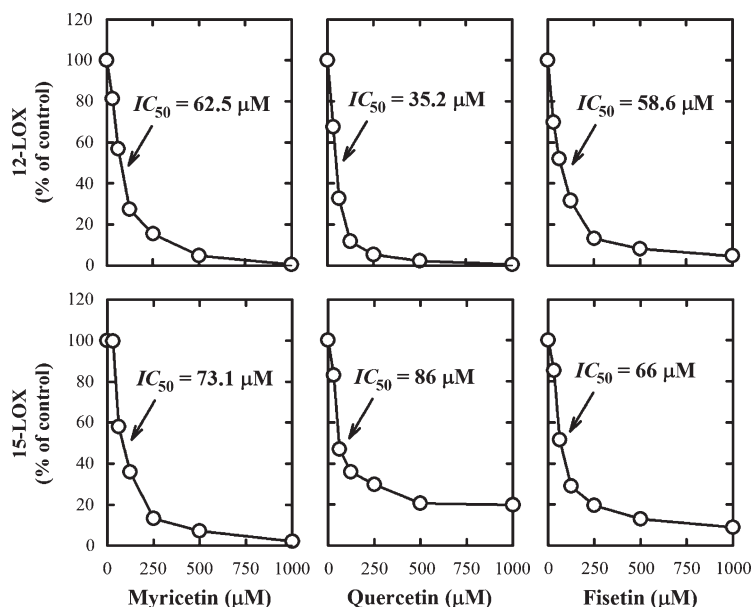 120
100
80
60
40
20
0
12-LOX
(% of control)
IC50 = 62.5 μM
IC50 = 35.2 μM
IC50 = 58.6 μM
120
100
80
60
40
20
0
15-LOX
(% of control)
IC50 = 73.1 μM
IC50 = 86 μM
IC50 = 66 μM
0 250 500 750 1000 0 250 500 750 1000 0 250 500 750 1000
Myricetin (μM) Quercetin (μM) Fisetin (μM)